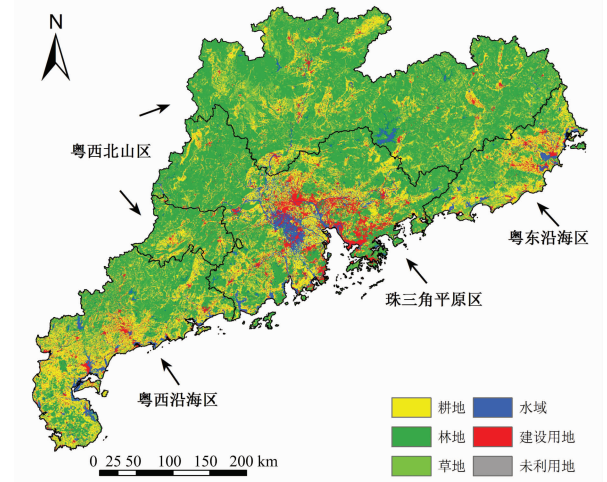 N
粤西北山区
粤东沿海区
珠三角平原区
粤西沿海区
耕地 水域
林地 建设用地
草地 未利用地
0 25 50 100 150 200 km